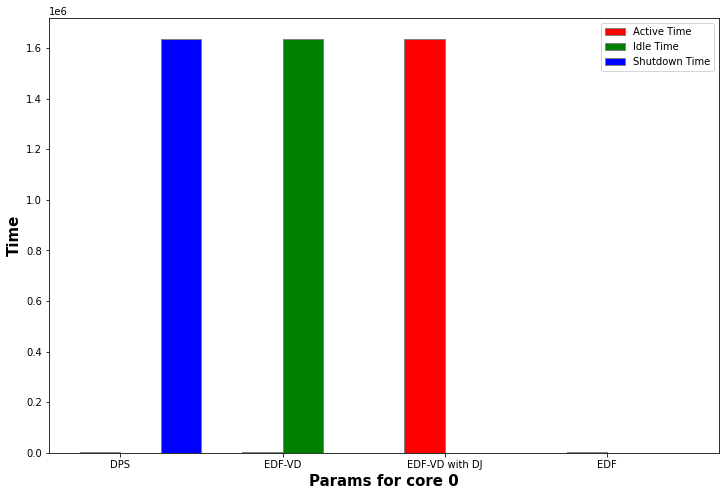 1e6
1.6
1.4
1.2
1.0
0.8
0.6
0.4
0.2
0.0
Time
Active Time
Idle Time
Shutdown Time
DPS EDF-VD EDF-VD with DJ EDF
Params for core 0